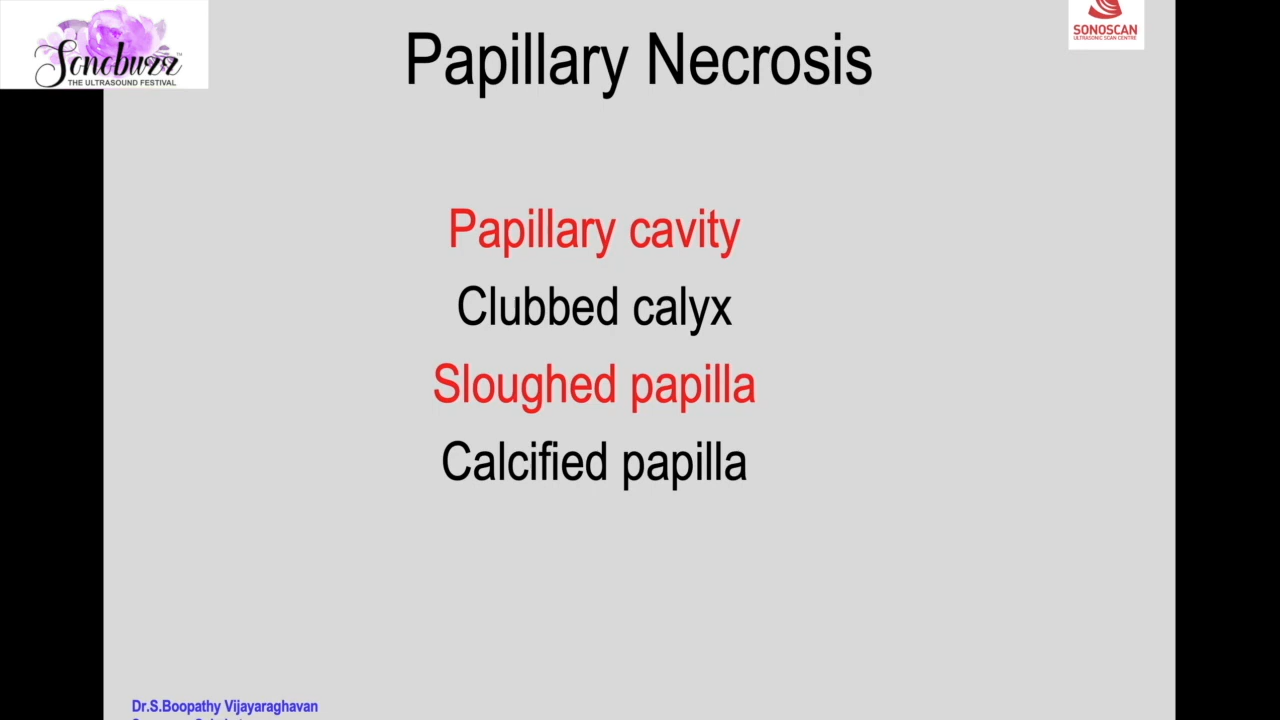 Sonobuzz
THE ULTRASOUND FESTIVAL
SONOSCAN
ULTRASONIC SCAN CENTRE
Papillary Necrosis
Papillary cavity
Clubbed calyx
Sloughed papilla
Calcified papilla
Dr.S.Boopathy Vijayaraghavan